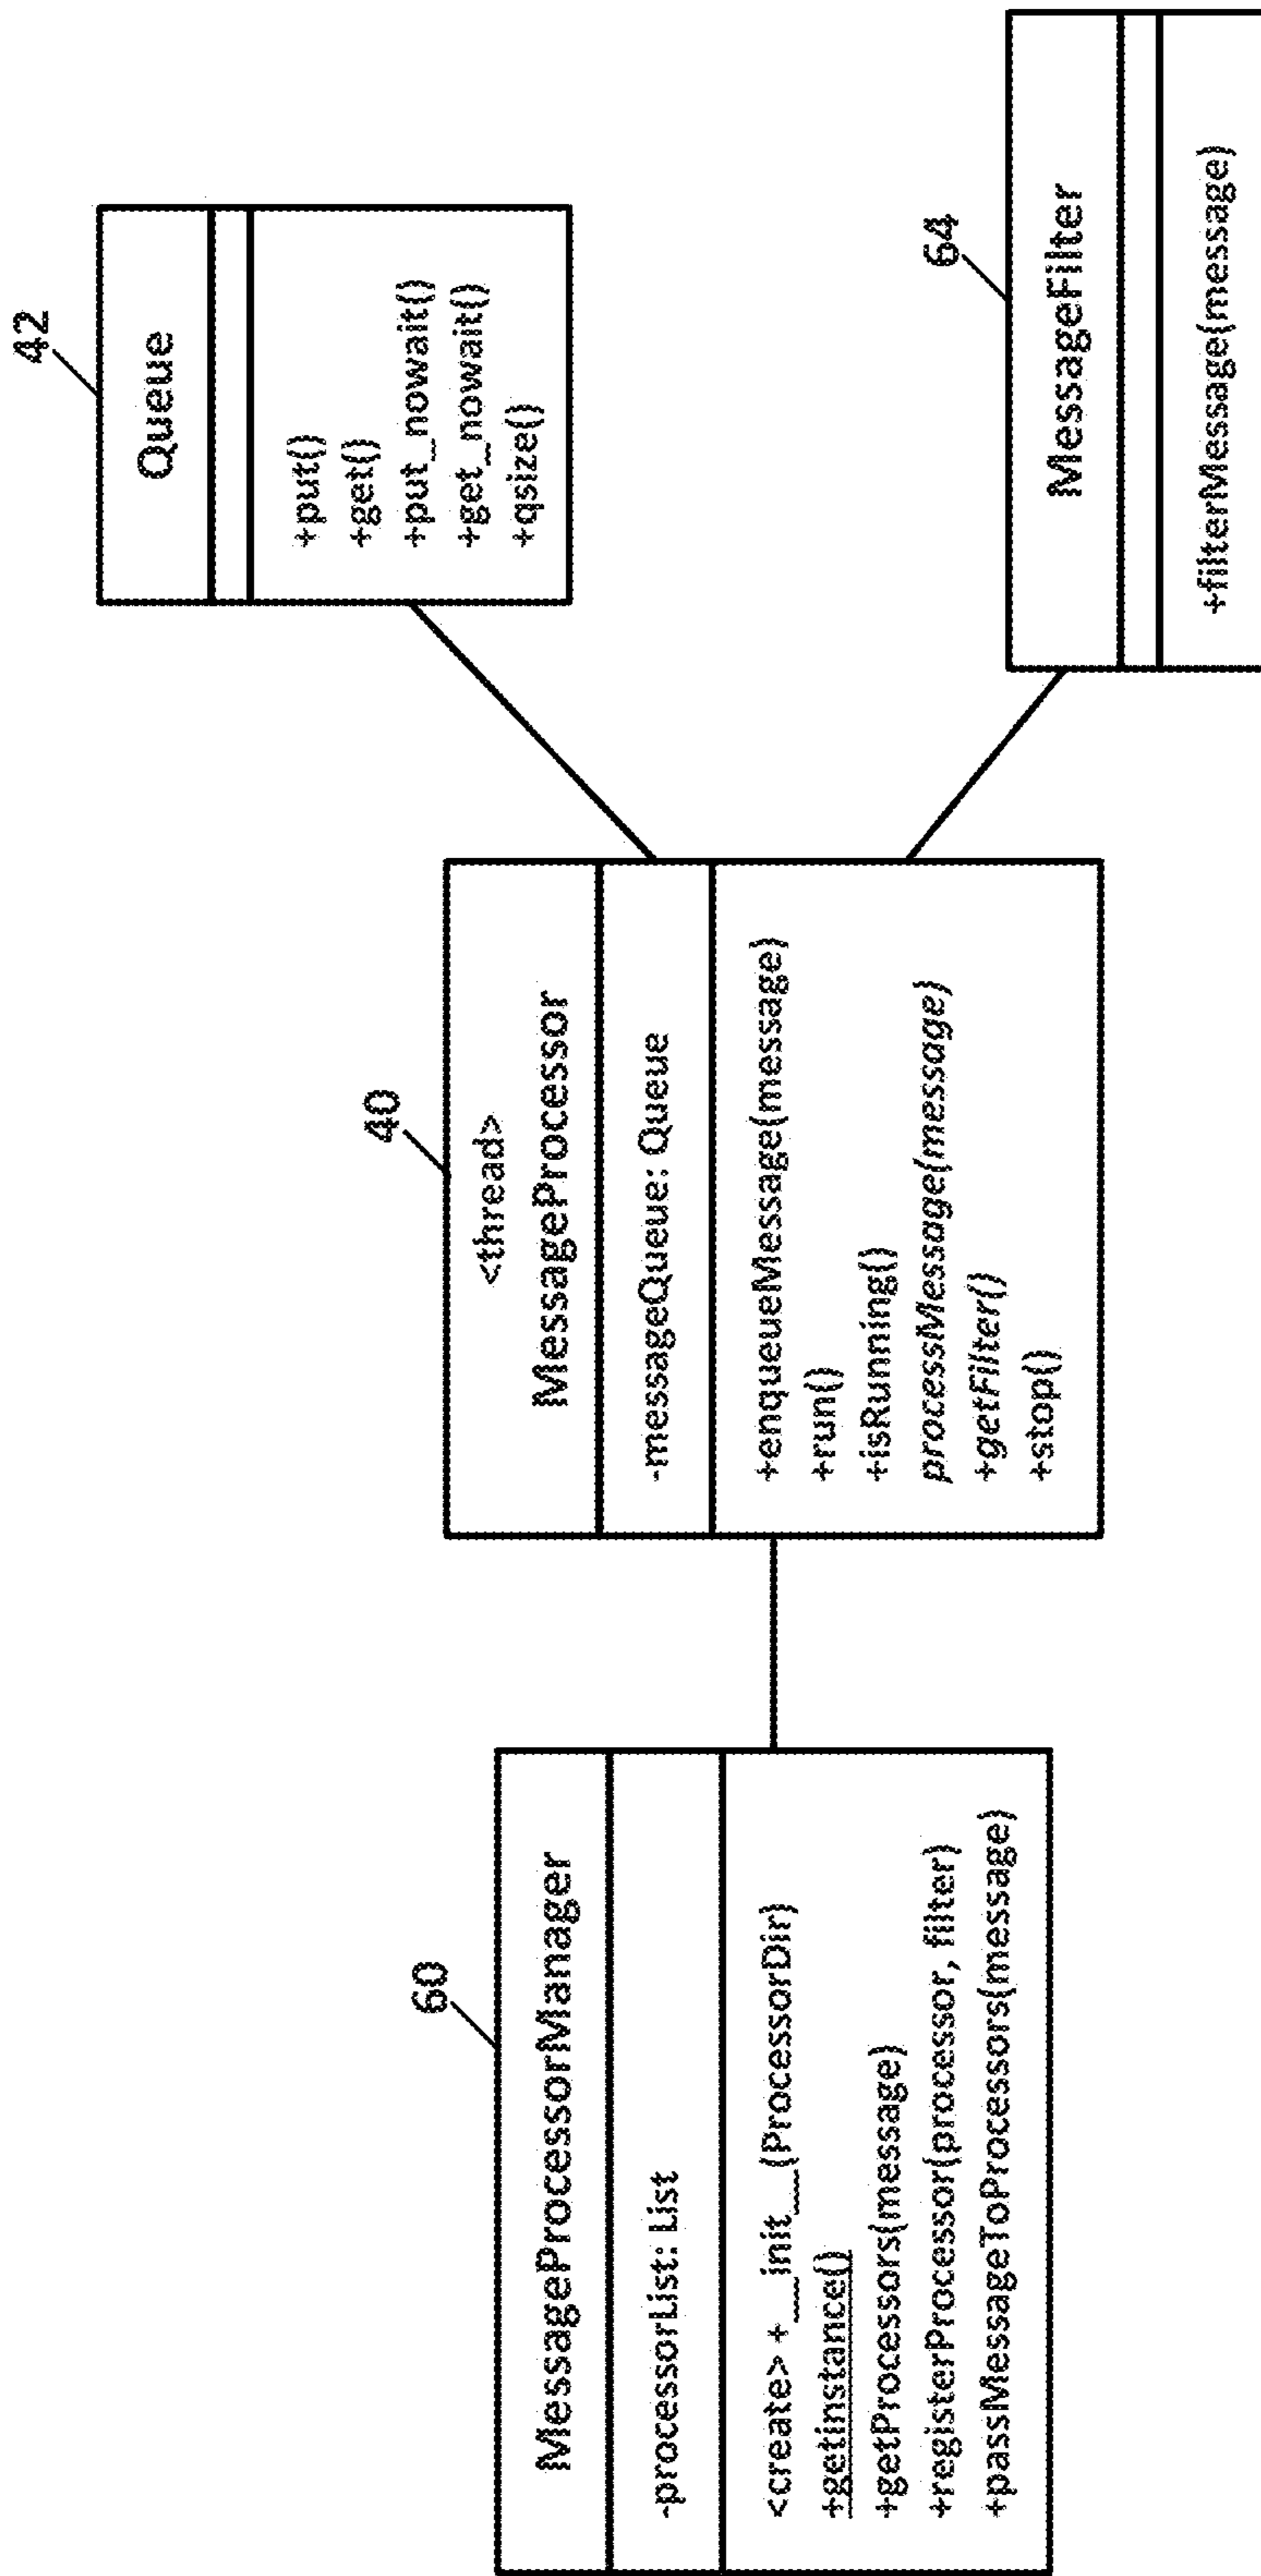 60
MessageProcessorManager
-processorList: List
<create> +__init__(ProcessorDir)
+getinstance()
+getProcessors(message)
+registerProcessor(processor, filter)
+passMessageToProcessors(message)
40
<thread>
MessageProcessor
-messageQueue: Queue
+enqueueMessage(message)
+run()
+isRunning()
processMessage(message)
+getFilter()
+stop()
42
Queue
+put()
+get()
+put_nowait()
+get_nowait()
+qsize()
64
MessageFilter
+filterMessage(message)